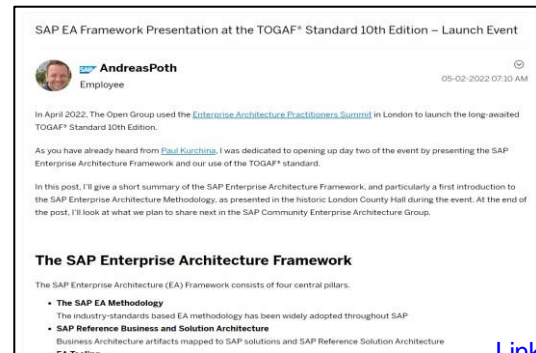 SAP EA Framework Presentation at the TOGAF® Standard 10th Edition – Launch Event
SAP AndreasPoth
Employee
05-02-2022 07:10 AM
In April 2022, The Open Group used the Enterprise Architecture Practitioners Summit in London to launch the long-awaited
TOGAF® Standard 10th Edition.
As you have already heard from Paul Kurchina, I was dedicated to opening up day two of the event by presenting the SAP
Enterprise Architecture Framework and our use of the TOGAF® standard.
In this post, I'll give a short summary of the SAP Enterprise Architecture Framework, and particularly a first introduction to
the SAP Enterprise Architecture Methodology, as presented in the historic London County Hall during the event. At the end of
the post, I'll look at what we plan to share next in the SAP Community Enterprise Architecture Group.
The SAP Enterprise Architecture Framework
The SAP Enterprise Architecture (EA) Framework consists of four central pillars.
• The SAP EA Methodology
The industry-standards based EA methodology has been widely adopted throughout SAP
• SAP Reference Business and Solution Architecture
Business Architecture artifacts mapped to SAP solutions and SAP Reference Solution Architecture
• EA Tooling
Link